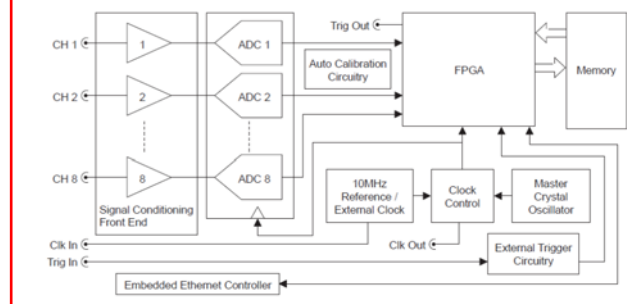 Trig Out
CH 1
1
ADC 1
Auto Calibration
Circuitry
FPGA
Memory
CH 2
2
ADC 2
CH 8
8
ADC 8
10MHz
Reference /
External Clock
Clock
Control
Master
Crystal
Oscillator
Signal Conditioning
Front End
Clk In
Clk Out
External Trigger
Circuitry
Trig In
Embedded Ethernet Controller